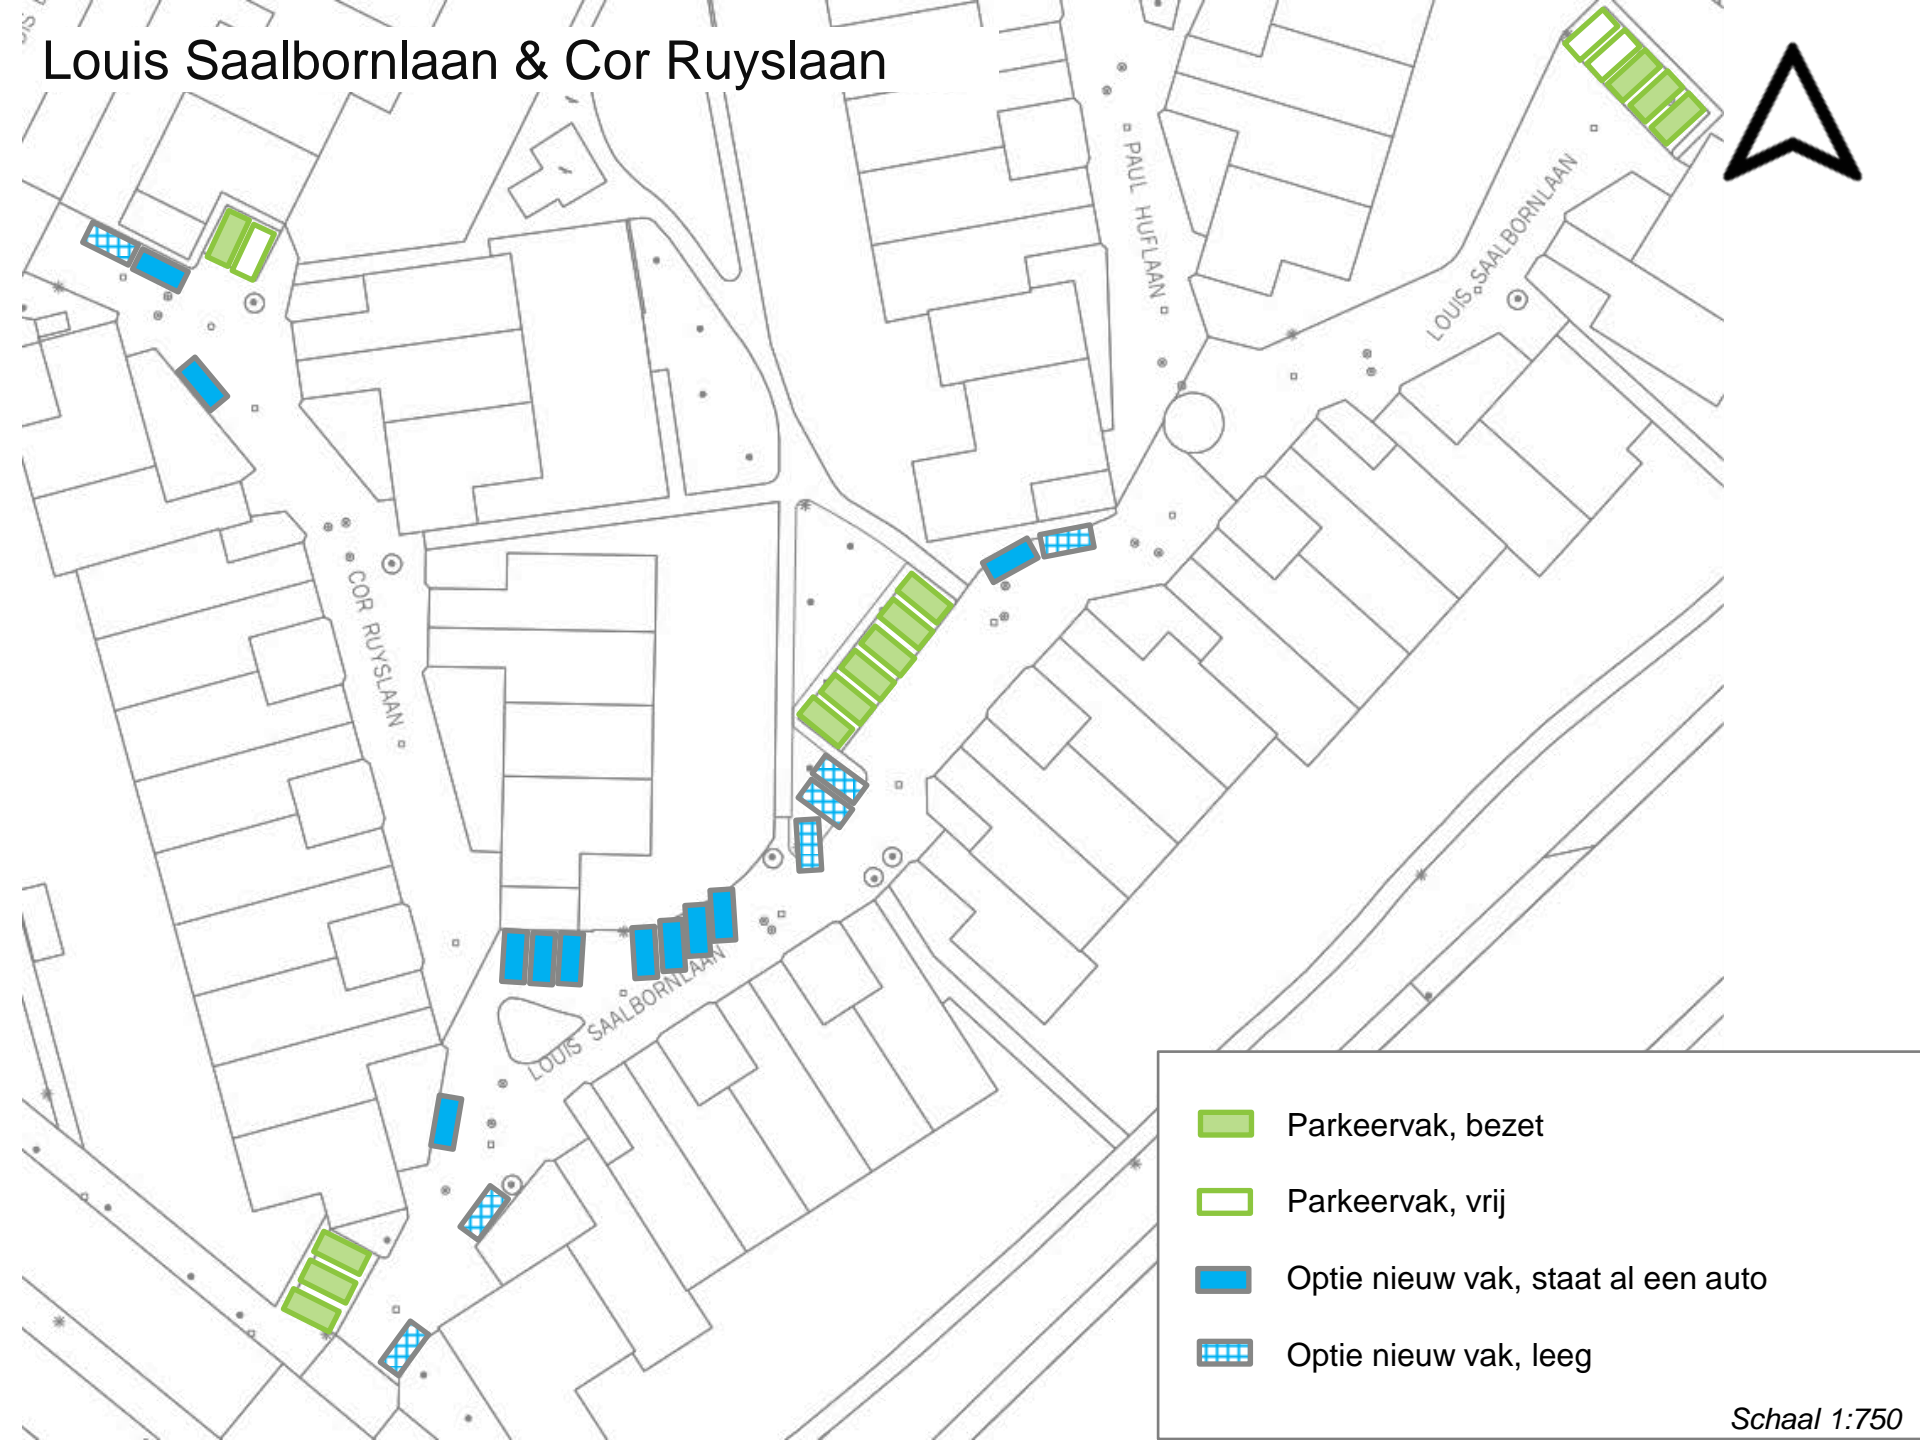 Louis Saalbornlaan & Cor Ruyslaan
PAUL HUFLAAN
LOUIS SAALBORNLAAN
COR RUYSLAAN
LOUIS SAALBORNLAAN
Parkeervak, bezet
Parkeervak, vrij
Optie nieuw vak, staat al een auto
Optie nieuw vak, leeg
Schaal 1:750